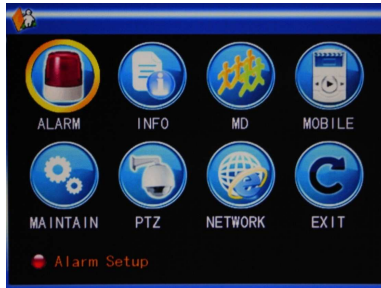 ALARM INFO MD MOBILE
MAINTAIN PTZ NETWORK EXIT
Alarm Setup